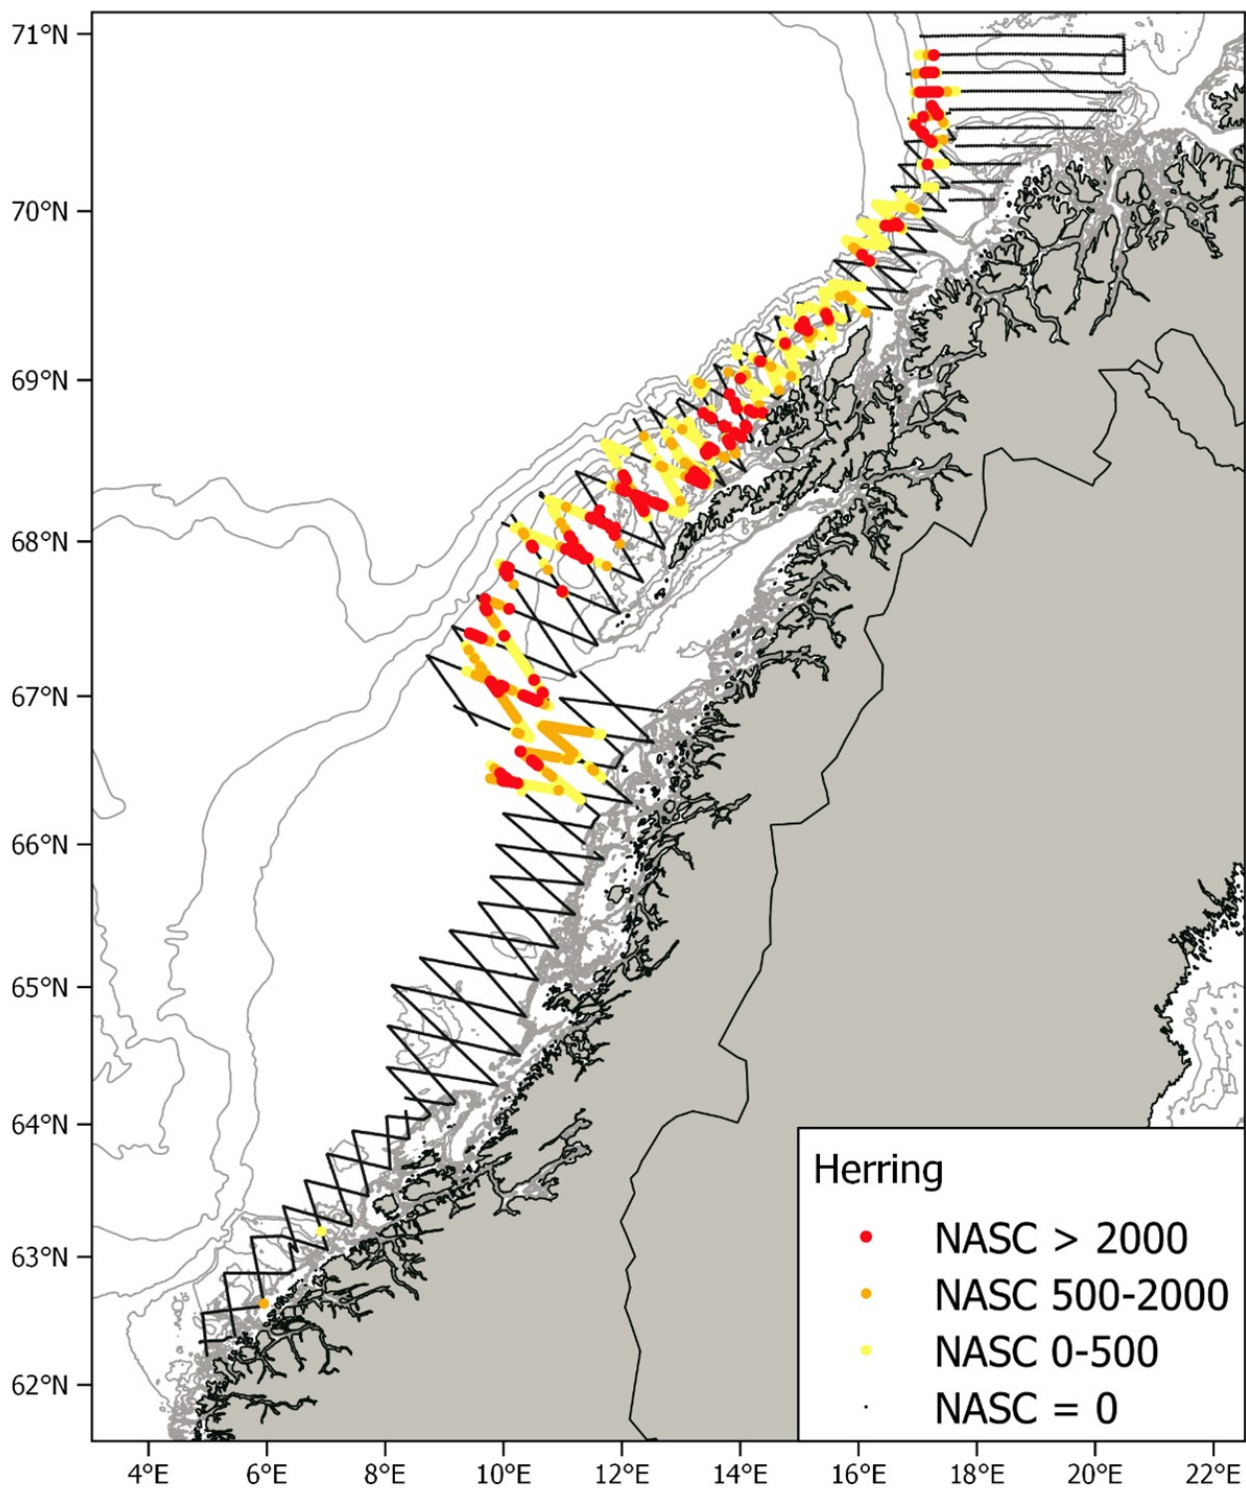 71°N
70°N
69°N
68°N
67°N
66°N
65°N
64°N
63°N
62°N
Herring
NASC > 2000
NASC 500-2000
NASC 0-500
NASC = 0
4°E 6°E 8°E 10°E 12°E 14°E 16°E 18°E 20°E 22°E